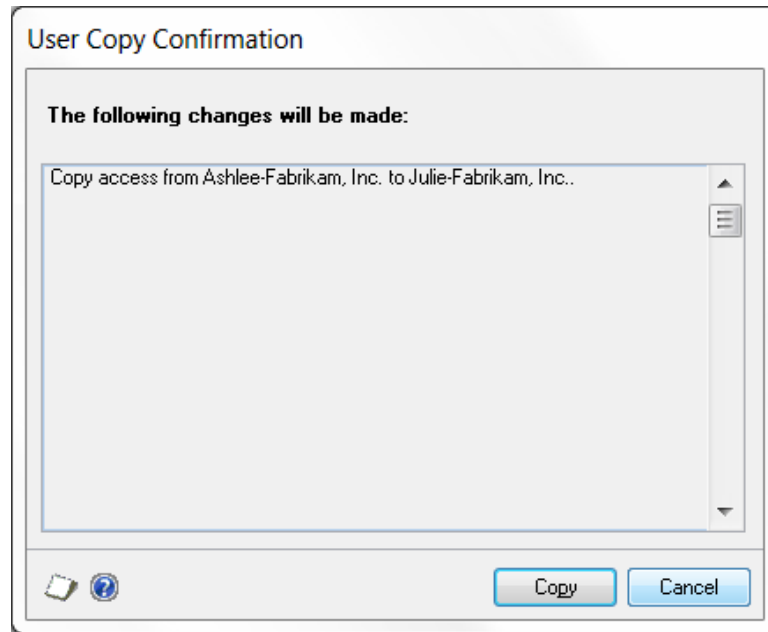 User Copy Confirmation
The following changes will be made:
Copy access from Ashlee-Fabrikam, Inc. to Julie-Fabrikam, Inc..
Copy Cancel